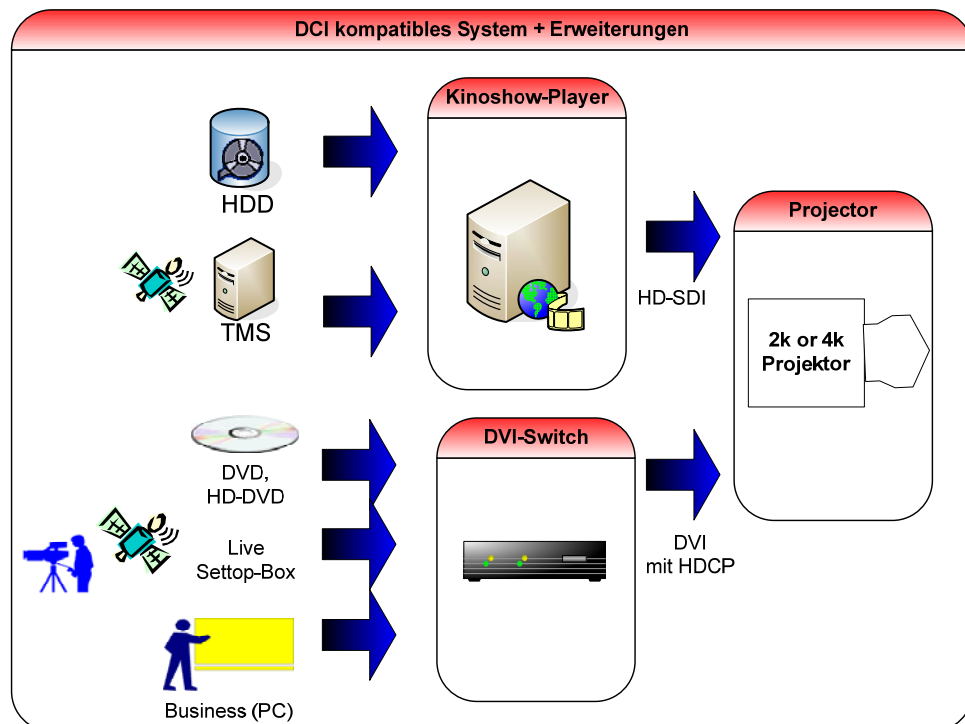 DCI kompatibles System + Erweiterungen
Kinoshow-Player
HDD
TMS
HD-SDI
Projector
2k or 4k
Projektor
DVI-Switch
DVD,
HD-DVD
Live
Settop-Box
Business (PC)
DVI
mit HDCP